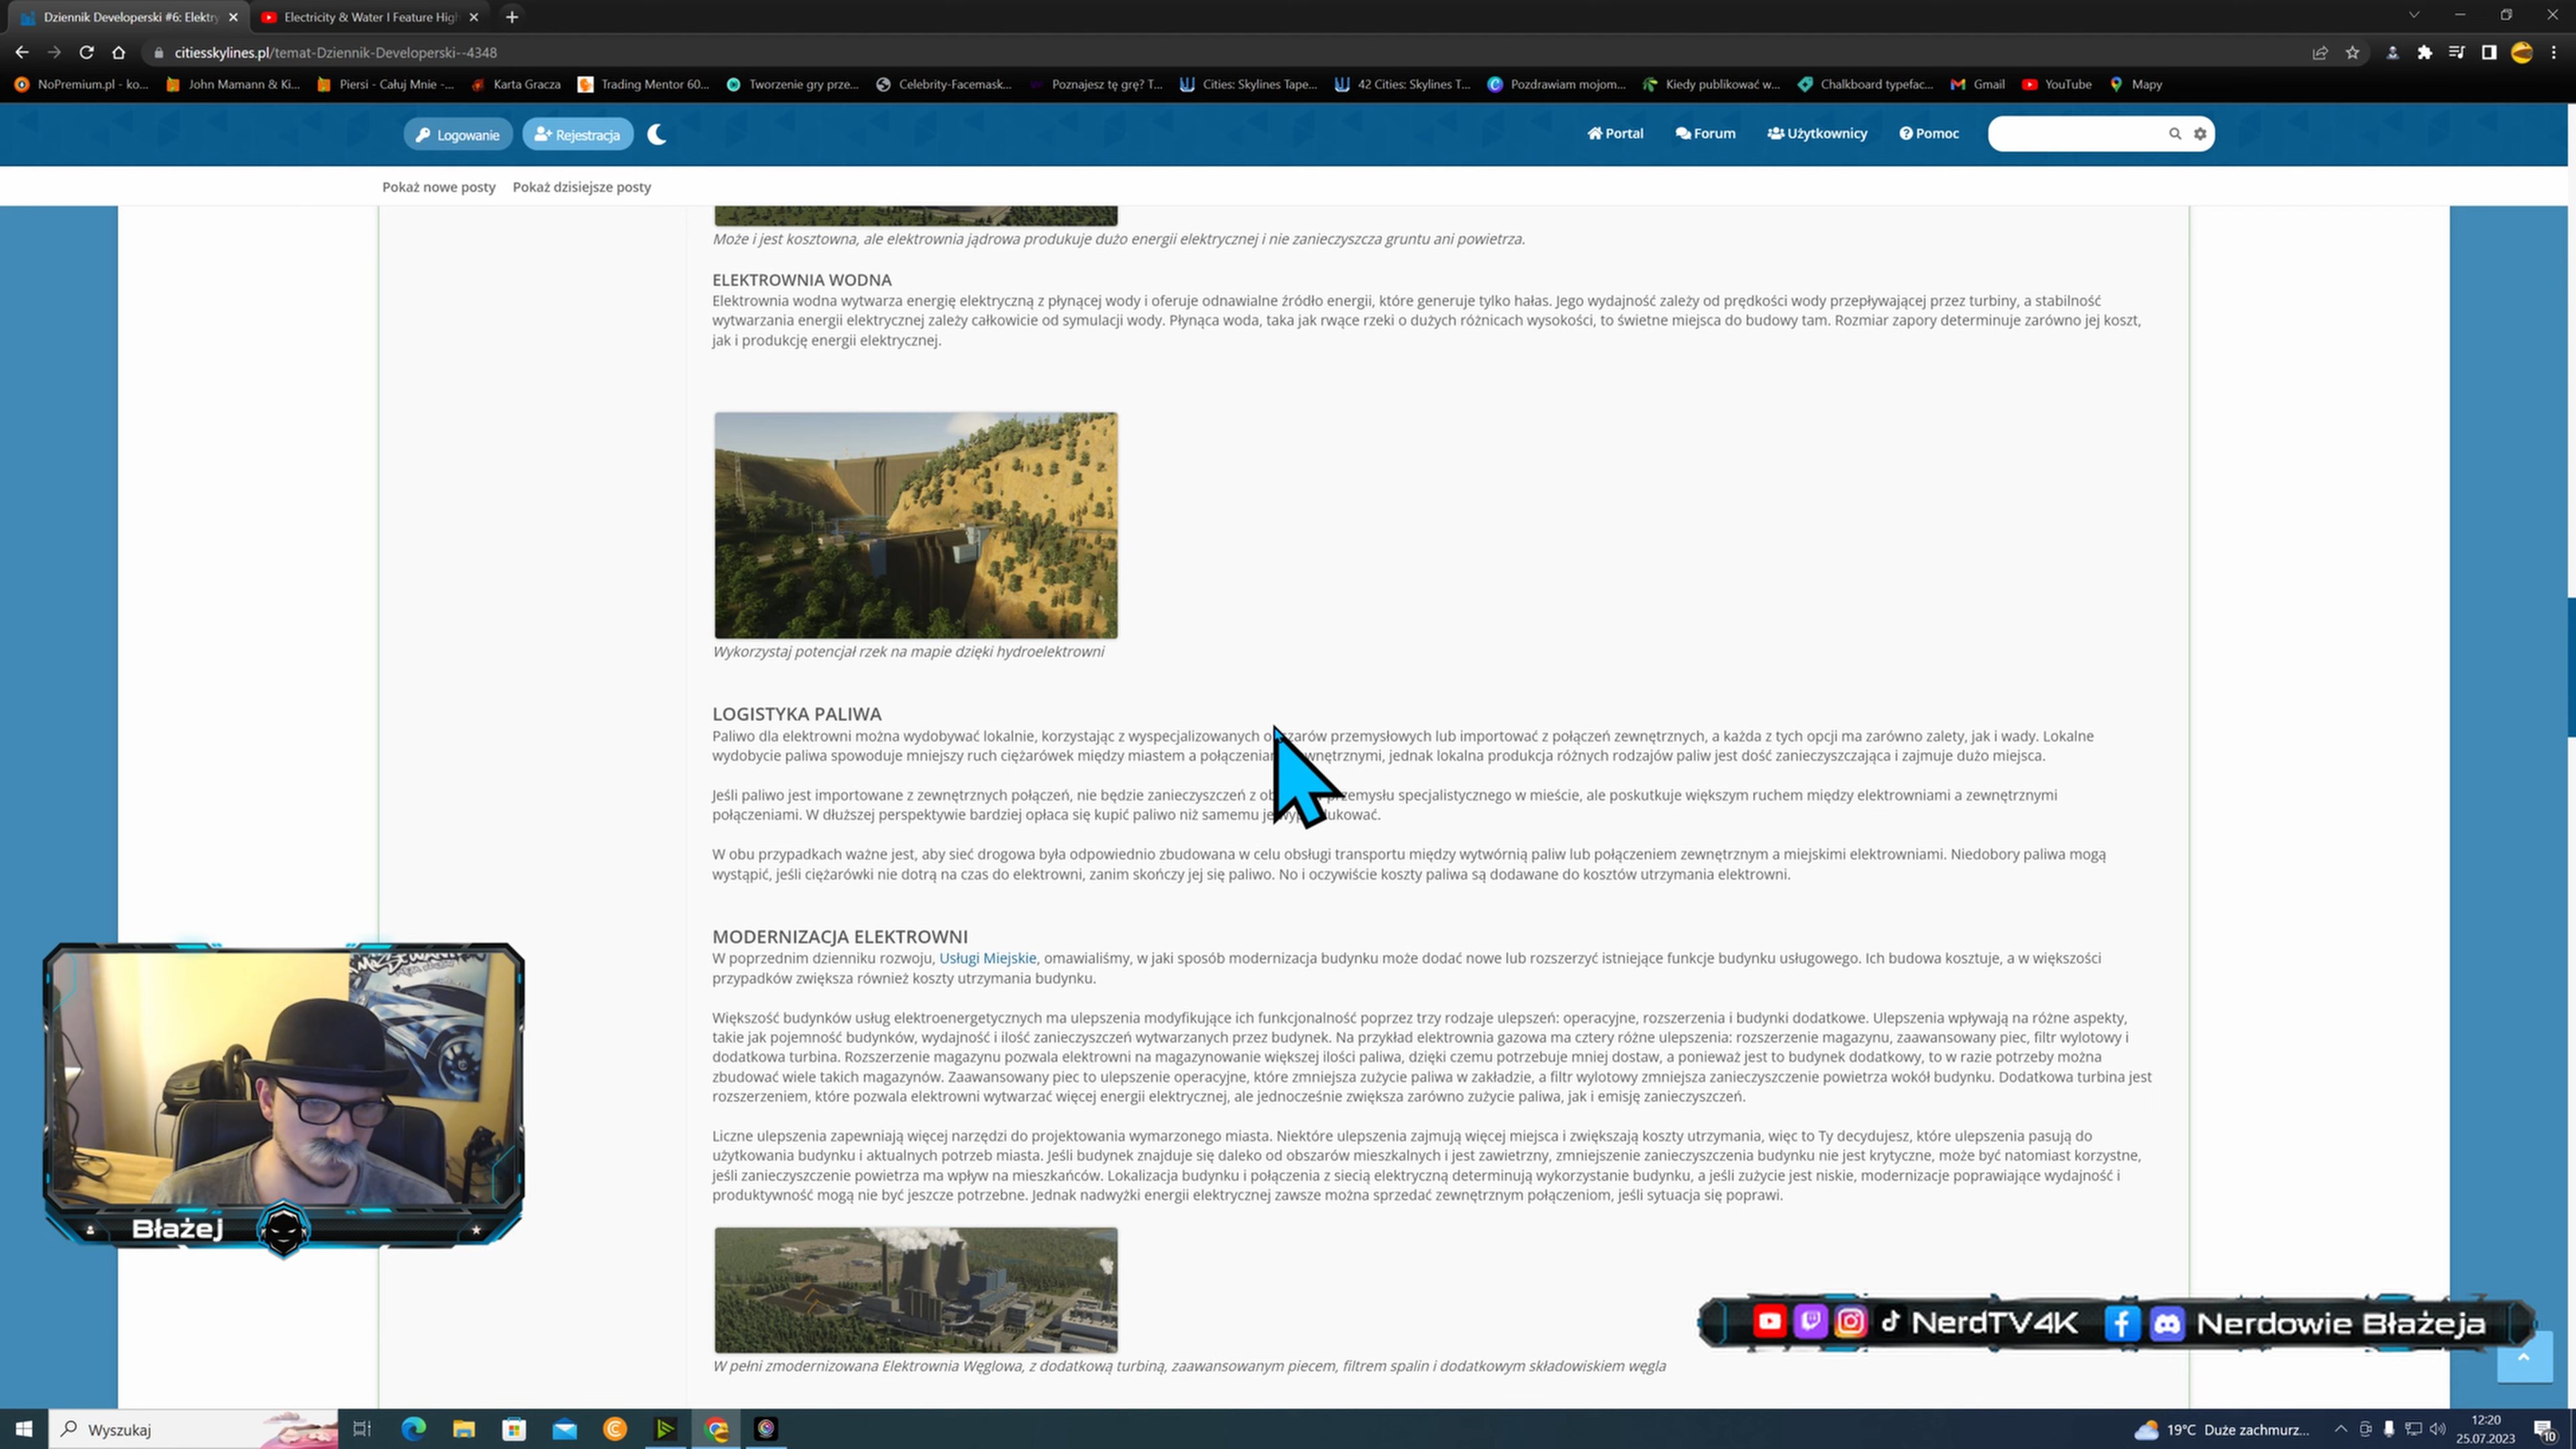 Dziennik Developerski #6: Elektry
Electricity & Water I Feature High
citiesskylines.pl/temat-Dziennik-Developerski--4348
NoPremium.pl - ko...
John Mamann & Ki...
Piersi - Całuj Mnie -...
Karta Gracza
Trading Mentor 60...
Tworzenie gry prze...
Celebrity-Facemask...
Poznajesz tę grę? T...
Cities: Skylines Tape...
42 Cities: Skylines T...
Pozdrawiam mojom...
Kiedy publikować w...
Chalkboard typefac...
Gmail
YouTube
Mapy
Logowanie
Rejestracja
Portal
Forum
Użytkownicy
Pomoc
Pokaż nowe posty
Pokaż dzisiejsze posty
Może i jest kosztowna, ale elektrownia jądrowa produkuje dużo energii elektrycznej i nie zanieczyszcza gruntu ani powietrza.
ELEKTROWNIA WODNA
Elektrownia wodna wytwarza energię elektryczną z płynącej wody i oferuje odnawialne źródło energii, które generuje tylko hałas. Jego wydajność zależy od prędkości wody przepływającej przez turbiny, a stabilność
wytwarzania energii elektrycznej zależy całkowicie od symulacji wody. Płynąca woda, taka jak rwące rzeki o dużych różnicach wysokości, to świetne miejsca do budowy tam. Rozmiar zapory determinuje zarówno jej koszt,
jak i produkcję energii elektrycznej.
Wykorzystaj potencjał rzek na mapie dzięki hydroelektrowni
LOGISTYKA PALIWA
Paliwo dla elektrowni można wydobywać lokalnie, korzystając z wyspecjalizowanych przemysłowych lub importować z połączeń zewnętrznych, a każda z tych opcji ma zarówno zalety, jak i wady. Lokalne
wydobycie paliwa spowoduje mniejszy ruch ciężarówek między miastem a jednak lokalna produkcja różnych rodzajów paliw jest dość zanieczyszczająca i zajmuje dużo miejsca.
Jeśli paliwo jest importowane z zewnętrznych połączeń, nie będzie zanieczyszczeń z specjalistycznego w mieście, ale poskutkuje większym ruchem między elektrowniami a zewnętrznymi
połączeniami. W dłuższej perspektywie bardziej opłaca się kupić paliwo niż samemu
W obu przypadkach ważne jest, aby sieć drogowa była odpowiednio zbudowana w celu obsługi transportu między wytwórnią paliw lub połączeniem zewnętrznym a miejskimi elektrowniami. Niedobory paliwa mogą
wystąpić, jeśli ciężarówki nie dotrą na czas do elektrowni, zanim skończy jej się paliwo. No i oczywiście koszty paliwa są dodawane do kosztów utrzymania elektrowni.
MODERNIZACJA ELEKTROWNI
W poprzednim dzienniku rozwoju, Usługi Miejskie, omawialiśmy, w jaki sposób modernizacja budynku może dodać nowe lub rozszerzyć istniejące funkcje budynku usługowego. Ich budowa kosztuje, a w większości
przypadków zwiększa również koszty utrzymania budynku.
Większość budynków usług elektroenergetycznych ma ulepszenia modyfikujące ich funkcjonalność poprzez trzy rodzaje ulepszeń: operacyjne, rozszerzenia i budynki dodatkowe. Ulepszenia wpływają na różne aspekty,
takie jak pojemność budynków, wydajność i ilość zanieczyszczeń wytwarzanych przez budynek. Na przykład elektrownia gazowa ma cztery różne ulepszenia: rozszerzenie magazynu, zaawansowany piec, filtr wylotowy i
dodatkowa turbina. Rozszerzenie magazynu pozwala elektrowni na magazynowanie większej ilości paliwa, dzięki czemu potrzebuje mniej dostaw, a ponieważ jest to budynek dodatkowy, to w razie potrzeby można
zbudować wiele takich magazynów. Zaawansowany piec to ulepszenie operacyjne, które zmniejsza zużycie paliwa w zakładzie, a filtr wylotowy zmniejsza zanieczyszczenie powietrza wokół budynku. Dodatkowa turbina jest
rozszerzeniem, które pozwala elektrowni wytwarzać więcej energii elektrycznej, ale jednocześnie zwiększa zarówno zużycie paliwa, jak i emisję zanieczyszczeń.
Liczne ulepszenia zapewniają więcej narzędzi do projektowania wymarzonego miasta. Niektóre ulepszenia zajmują więcej miejsca i zwiększają koszty utrzymania, więc to Ty decydujesz, które ulepszenia pasują do
użytkowania budynku i aktualnych potrzeb miasta. Jeśli budynek znajduje się daleko od obszarów mieszkalnych i jest zawietrzny, zmniejszenie zanieczyszczenia budynku nie jest krytyczne, może być natomiast korzystne,
jeśli zanieczyszczenie powietrza ma wpływ na mieszkańców. Lokalizacja budynku i połączenia z siecią elektryczną determinują wykorzystanie budynku, a jeśli zużycie jest niskie, modernizacje poprawiające wydajność i
produktywność mogą nie być jeszcze potrzebne. Jednak nadwyżki energii elektrycznej zawsze można sprzedać zewnętrznym połączeniom, jeśli sytuacja się poprawi.
W pełni zmodernizowana Elektrownia Węglowa, z dodatkową turbiną, zaawansowanym piecem, filtrem spalin i dodatkowym składowiskiem węgla
Błażej
NerdTV4K
Nerdowie Błażeja
Wyszukaj
19°C Duże zachmurz...
12:20
25.07.2023
10